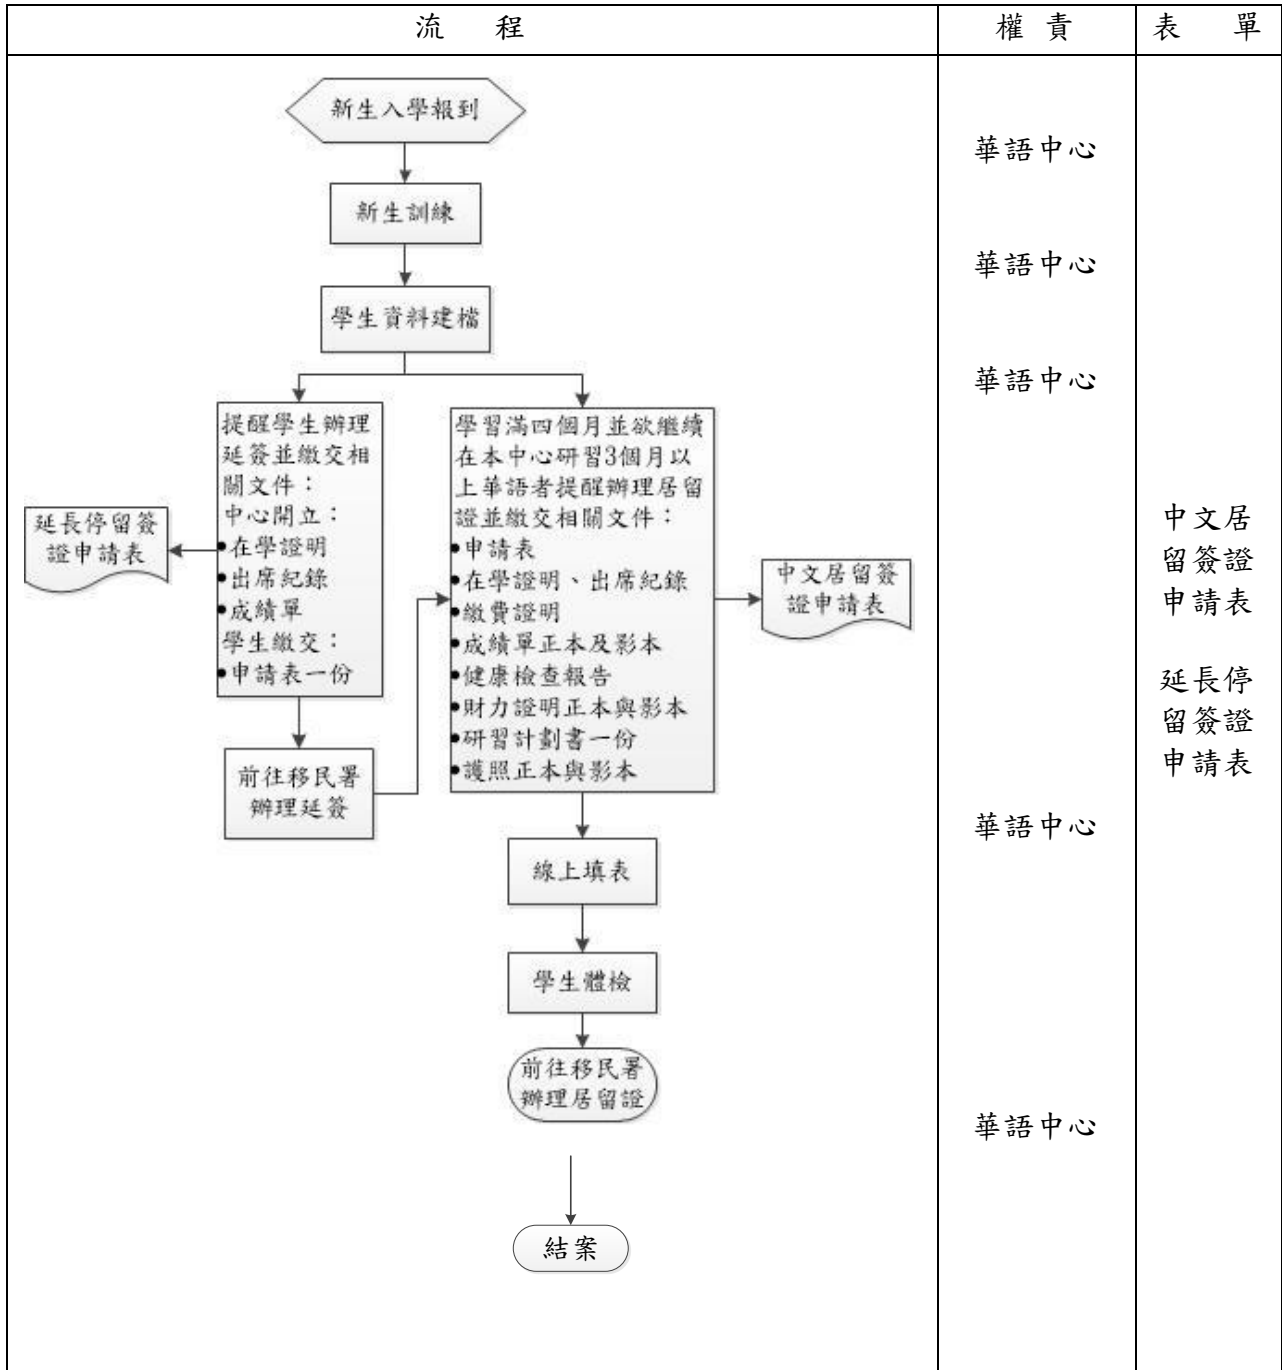 流 程
權 責
表 單
新生入學報到
華語中心
新生訓練
華語中心
學生資料建檔
華語中心
提醒學生辦理
延簽並繳交相
關文件：
中心開立：
●在學證明
●出席紀錄
●成績單
學生繳交：
●申請表一份
延長停留簽
證申請表
學習滿四個月並欲繼續
在本中心研習3個月以
上華語者提醒辦理居留
證並繳交相關文件：
●申請表
●在學證明、出席紀錄
●繳費證明
●成績單正本及影本
●健康檢查報告
●財力證明正本與影本
●研習計劃書一份
●護照正本與影本
中文居留簽
證申請表
中文居
留簽證
申請表
延長停
留簽證
申請表
前往移民署
辦理延簽
華語中心
線上填表
學生體檢
前往移民署
辦理居留證
華語中心
結案